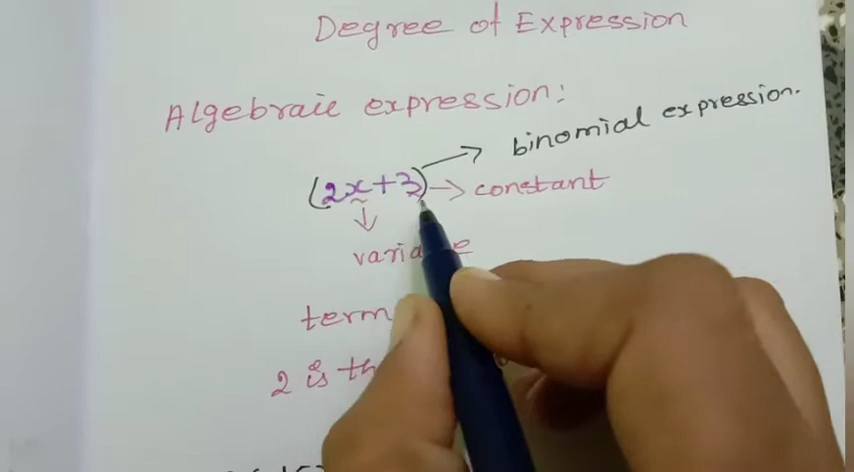 Degree of Expression
Algebraic expression:
binomial expression.
(2x+3) → constant
variable
term
2 is th